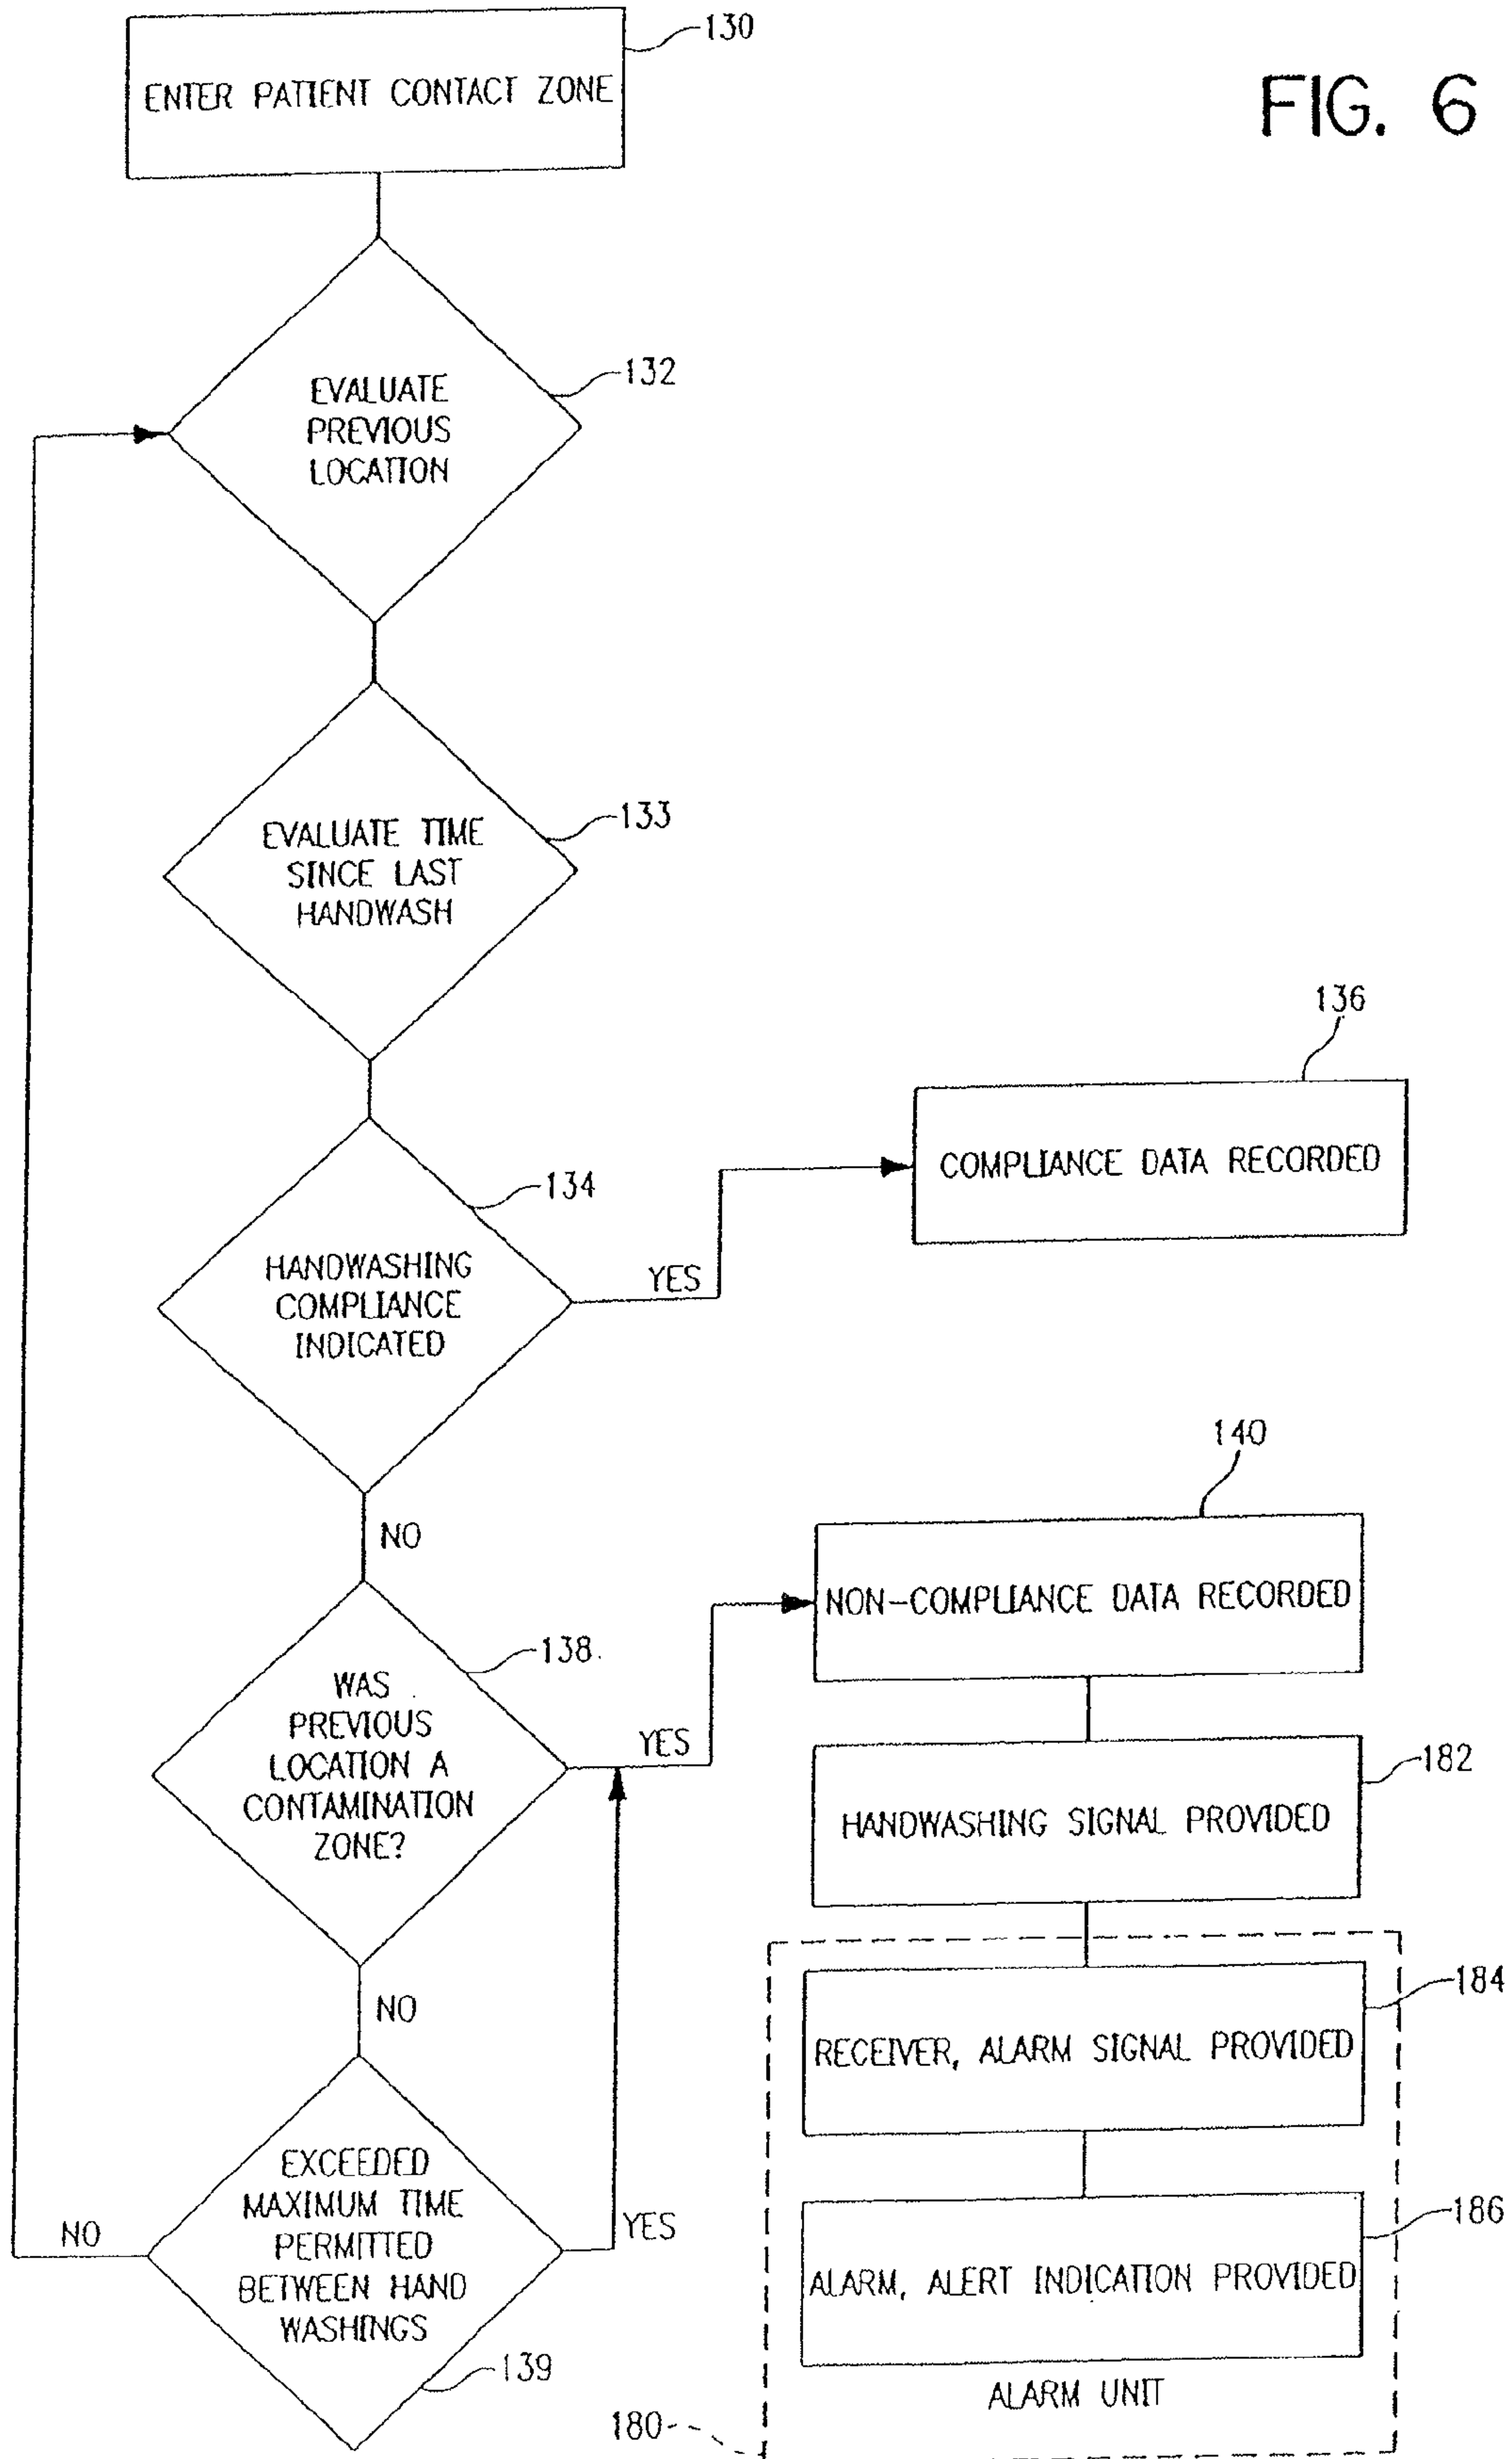 130
ENTER PATIENT CONTACT ZONE
FIG. 6
132
EVALUATE
PREVIOUS
LOCATION
133
EVALUATE TIME
SINCE LAST
HANDWASH
136
COMPLIANCE DATA RECORDED
134
HANDWASHING
COMPLIANCE
INDICATED
YES
NO
140
NON-COMPLIANCE DATA RECORDED
138
WAS
PREVIOUS
LOCATION A
CONTAMINATION
ZONE?
YES
182
HANDWASHING SIGNAL PROVIDED
NO
184
RECEIVER, ALARM SIGNAL PROVIDED
EXCEEDED
MAXIMUM TIME
PERMITTED
BETWEEN HAND
WASHINGS
NO
YES
139
186
ALARM, ALERT INDICATION PROVIDED
ALARM UNIT
180